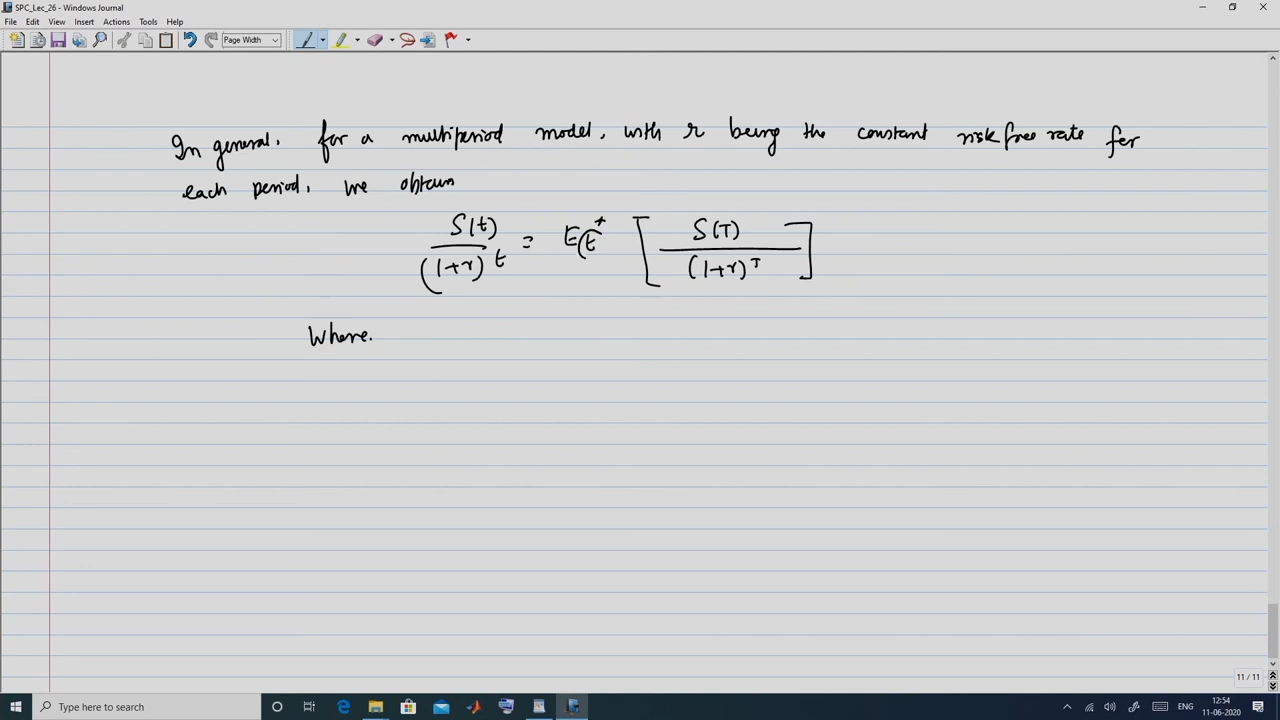 SPC_Lec_26 - Windows Journal
File Edit View Insert Actions Tools Help
Page Width
In general, for a multiperiod model, with r being the constant risk free rate for
each period, we obtain
S(t) / (1+r)^t = E_t^* [ S(T) / (1+r)^T ]
Where.
11 / 11
Type here to search
ENG
12:54
11-06-2020